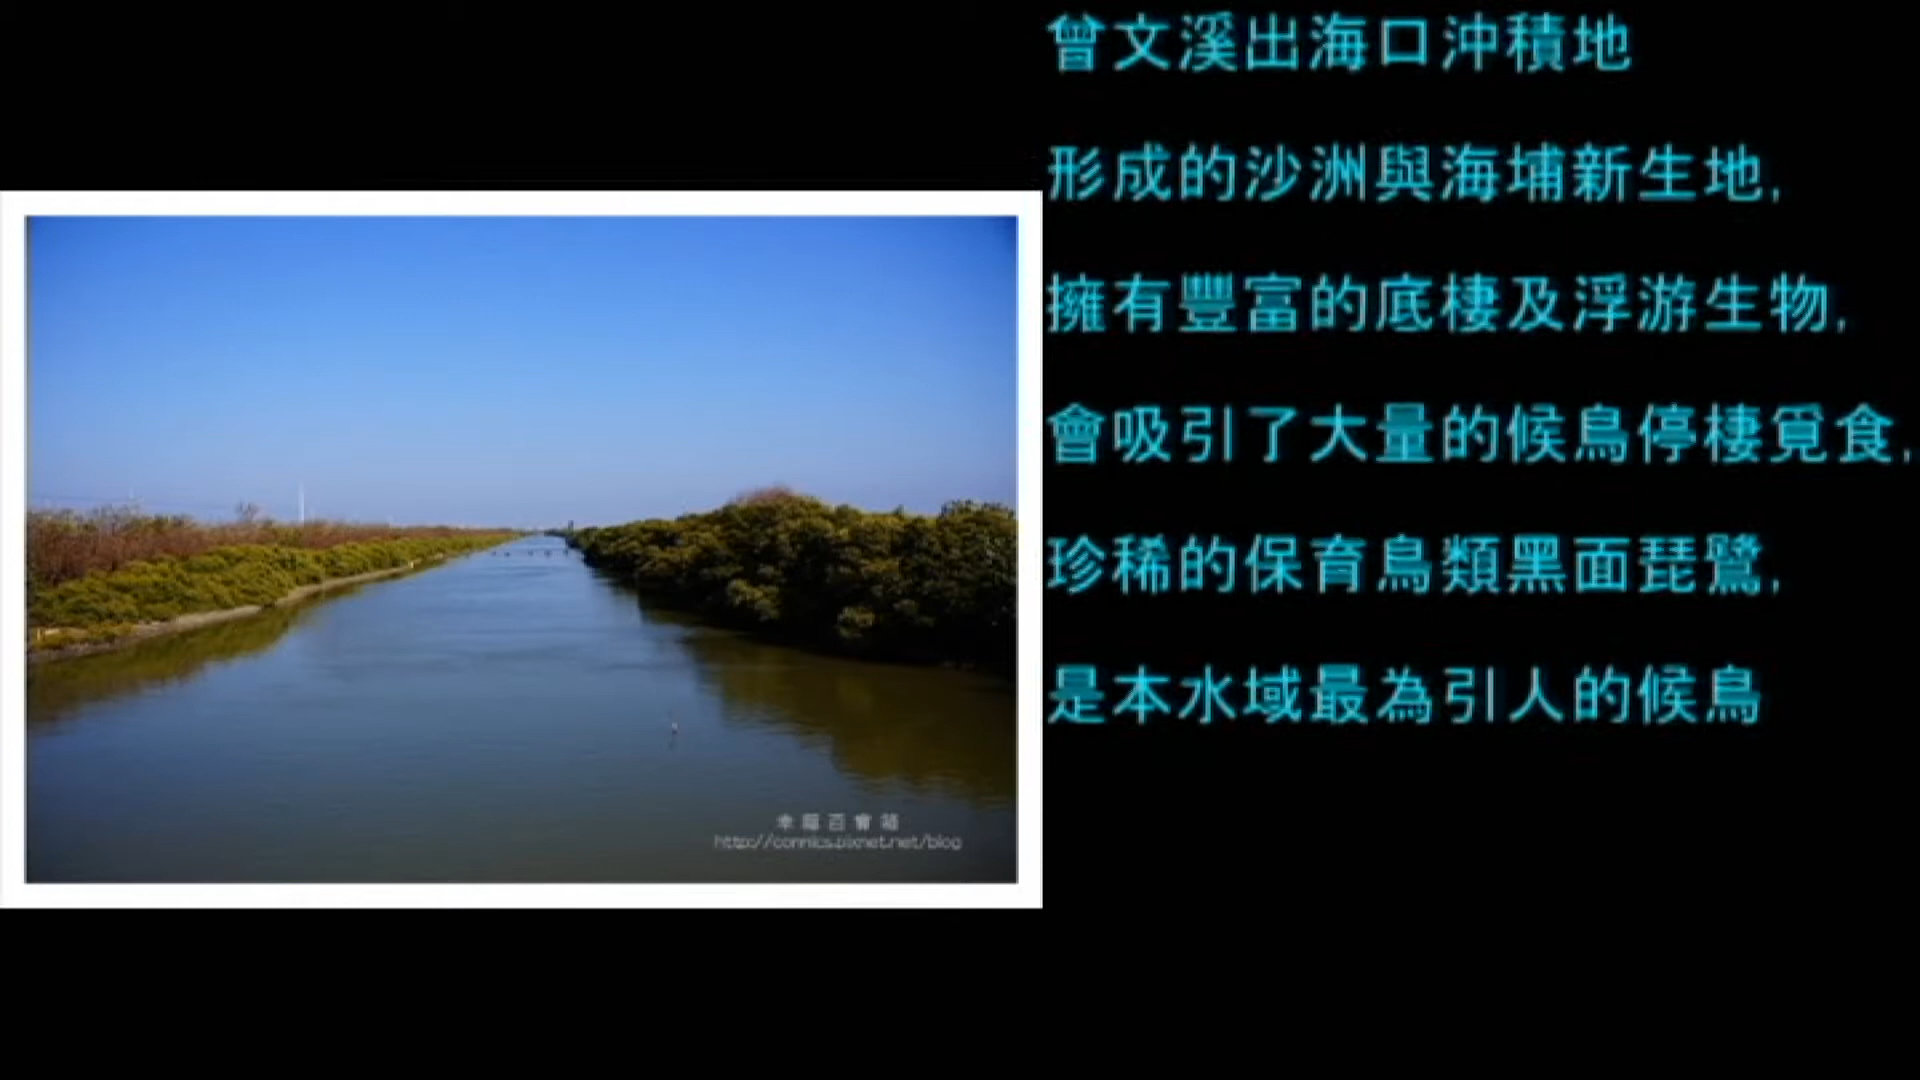 曾文溪出海口沖積地
形成的沙洲與海埔新生地,
擁有豐富的底棲及浮游生物,
會吸引了大量的候鳥停棲覓食,
珍稀的保育鳥類黑面琵鷺,
是本水域最為引人的候鳥
幸福百會箱
http://connics.pixnet.net/blog